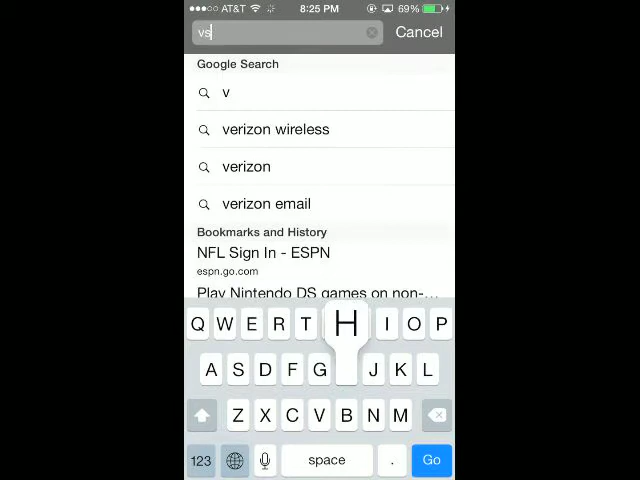 AT&T 8:25 PM 69%
vs Cancel
Google Search
v
verizon wireless
verizon
verizon email
Bookmarks and History
NFL Sign In - ESPN
espn.go.com
Play Nintendo DS games on non-...
Q W E R T H I O P
A S D F G J K L
Z X C V B N M
123 space . Go